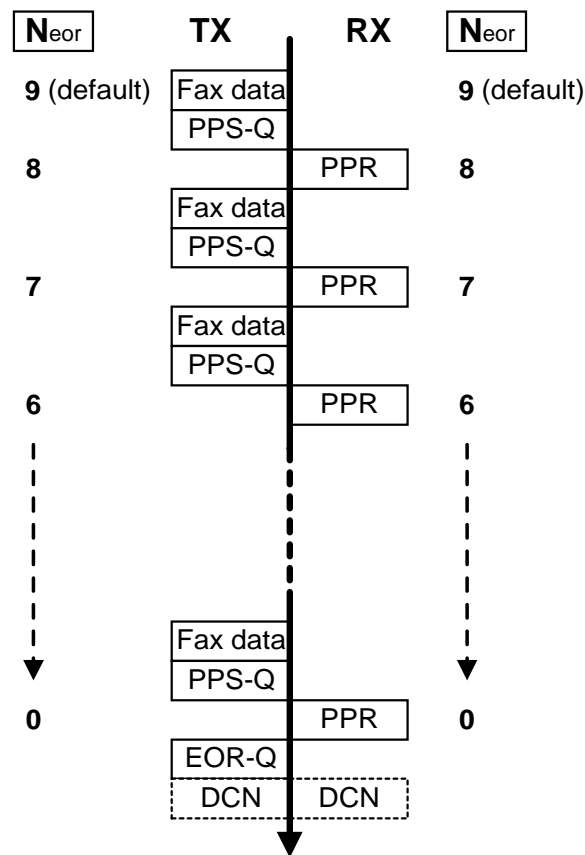 Neor TX RX Neor
9 (default) Fax data 9 (default)
PPS-Q
8 PPR 8
Fax data
PPS-Q
7 PPR 7
Fax data
PPS-Q
6 PPR 6
Fax data
PPS-Q
0 PPR 0
EOR-Q
DCN DCN